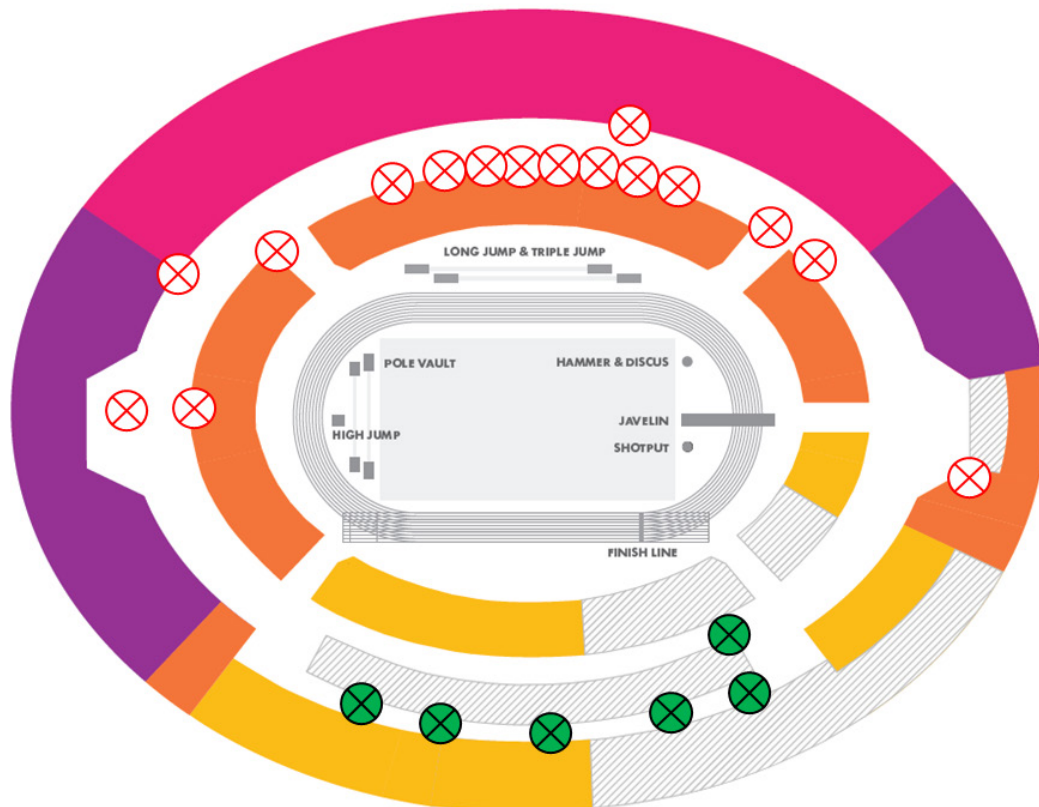 LONG JUMP & TRIPLE JUMP
POLE VAULT
HAMMER & DISCUS
HIGH JUMP
JAVELIN
SHOTPUT
FINISH LINE